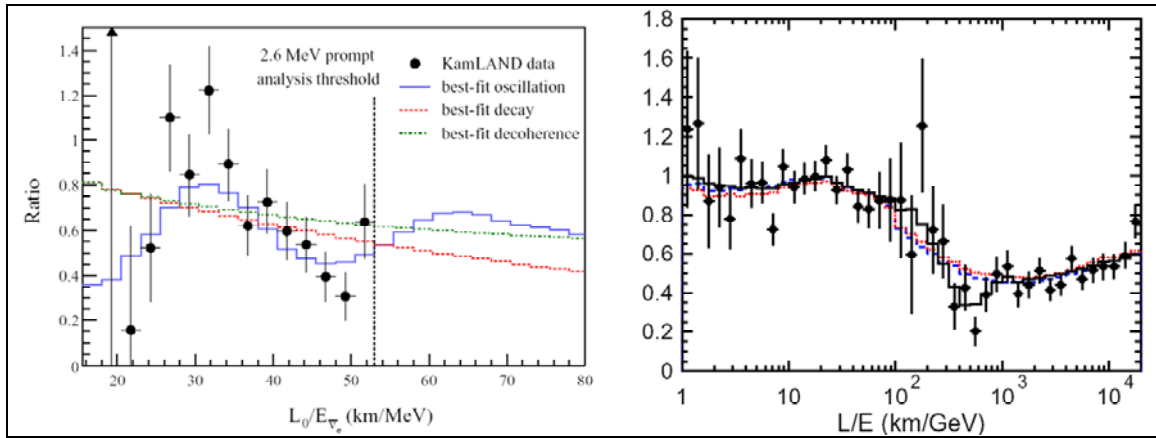 1.4
1.2
1
0.8
0.6
0.4
0.2
0
Ratio
2.6 MeV prompt
analysis threshold
KamLAND data
best-fit oscillation
best-fit decay
best-fit decoherence
20 30 40 50 60 70 80
L₀/E_ν̄ₑ (km/MeV)
1.8
1.6
1.4
1.2
1
0.8
0.6
0.4
0.2
0
1 10 10² 10³ 10⁴
L/E (km/GeV)